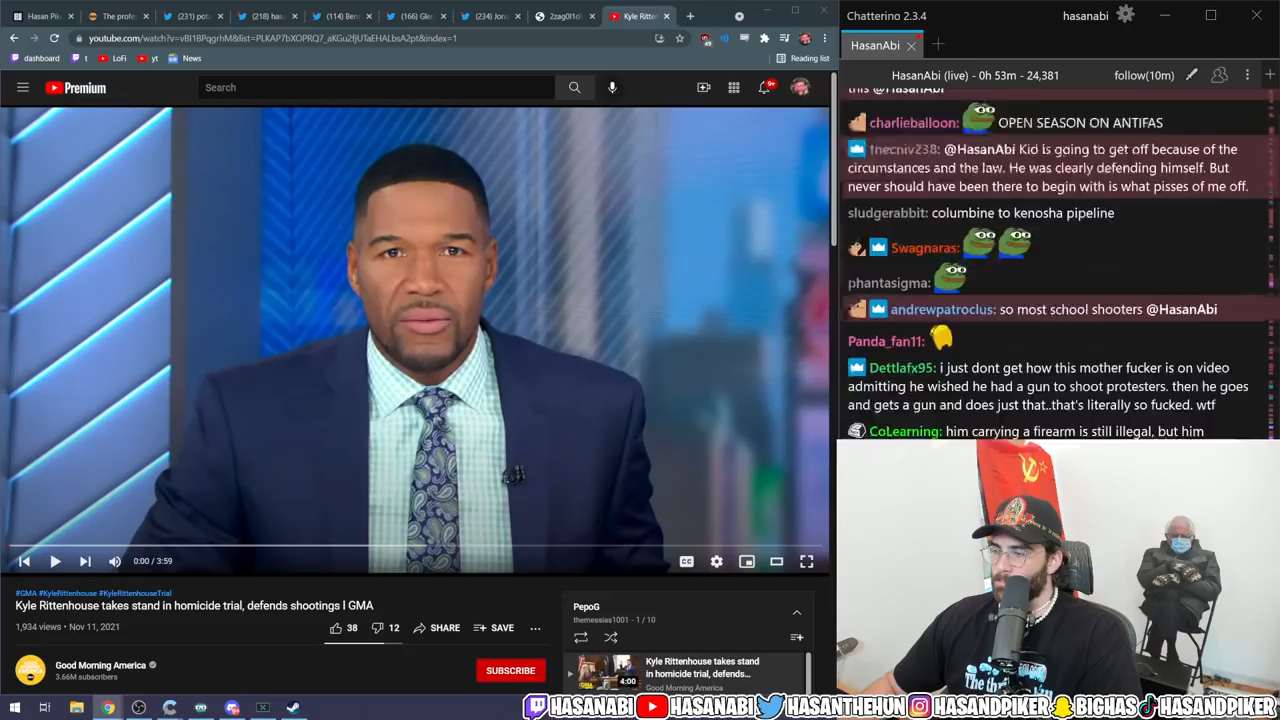 Hasan Pik
The profe
(231) pot
(218) has
(114) Ben
(166) Gle
(234) Jon
2zag0l1d
Kyle Ritten
youtube.com/watch?v=vBI1BPqgrhM&list=PLKAP7bXOPRQ7_aKGu2fjUTaEHALbsA2pt&index=1
dashboard
t
LoFi
yt
News
Reading list
Premium
Search
9+
0:00 / 3:59
CC
#GMA #KyleRittenhouse #KyleRittenhouseTrial
Kyle Rittenhouse takes stand in homicide trial, defends shootings l GMA
1,934 views • Nov 11, 2021
38
12
SHARE
SAVE
Good Morning America
3.66M subscribers
SUBSCRIBE
PepoG
themessias1001 - 1 / 10
4:00
Kyle Rittenhouse takes stand
in homicide trial, defends...
Good Morning America
Chatterino 2.3.4
hasanabi
HasanAbi
HasanAbi (live) - 0h 53m - 24,381
follow(10m)
this @HasanAbi
charlieballoon: OPEN SEASON ON ANTIFAS
tnecniv238: @HasanAbi Kid is going to get off because of the
circumstances and the law. He was clearly defending himself. But
never should have been there to begin with is what pisses of me off.
sludgerabbit: columbine to kenosha pipeline
Swagnaras:
phantasigma:
andrewpatroclus: so most school shooters @HasanAbi
Panda_fan11:
Dettlafx95: i just dont get how this mother fucker is on video
admitting he wished he had a gun to shoot protesters. then he goes
and gets a gun and does just that..that's literally so fucked. wtf
CoLearning: him carrying a firearm is still illegal, but him
HASANABI
HASANABI
HASANTHEHUN
HASANDPIKER
BIGHAS
HASANDPIKER